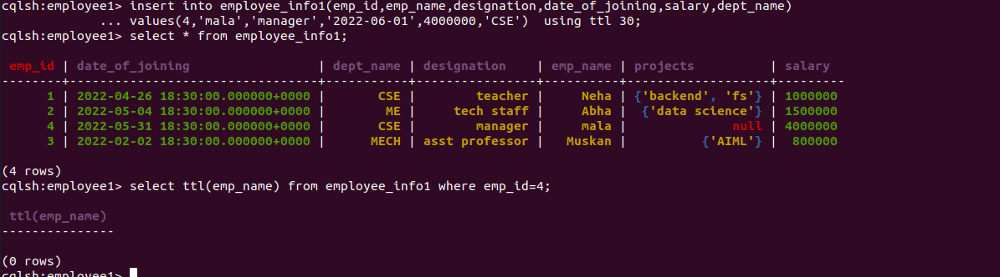 cqlsh:employee1> insert into employee_info1(emp_id,emp_name,designation,date_of_joining,salary,dept_name)
... values(4,'mala','manager','2022-06-01',4000000,'CSE')  using ttl 30;
cqlsh:employee1> select * from employee_info1;
emp_id | date_of_joining | dept_name | designation | emp_name | projects | salary
--------+---------------------------------+-----------+----------------+----------+-------------------+---------
1 | 2022-04-26 18:30:00.000000+0000 | CSE | teacher | Neha | {'backend', 'fs'} | 1000000
2 | 2022-05-04 18:30:00.000000+0000 | ME | tech staff | Abha | {'data science'} | 1500000
4 | 2022-05-31 18:30:00.000000+0000 | CSE | manager | mala | null | 4000000
3 | 2022-02-02 18:30:00.000000+0000 | MECH | asst professor | Muskan | {'AIML'} | 800000
(4 rows)
cqlsh:employee1> select ttl(emp_name) from employee_info1 where emp_id=4;
ttl(emp_name)
---------------
(0 rows)
cqlsh:employee1>